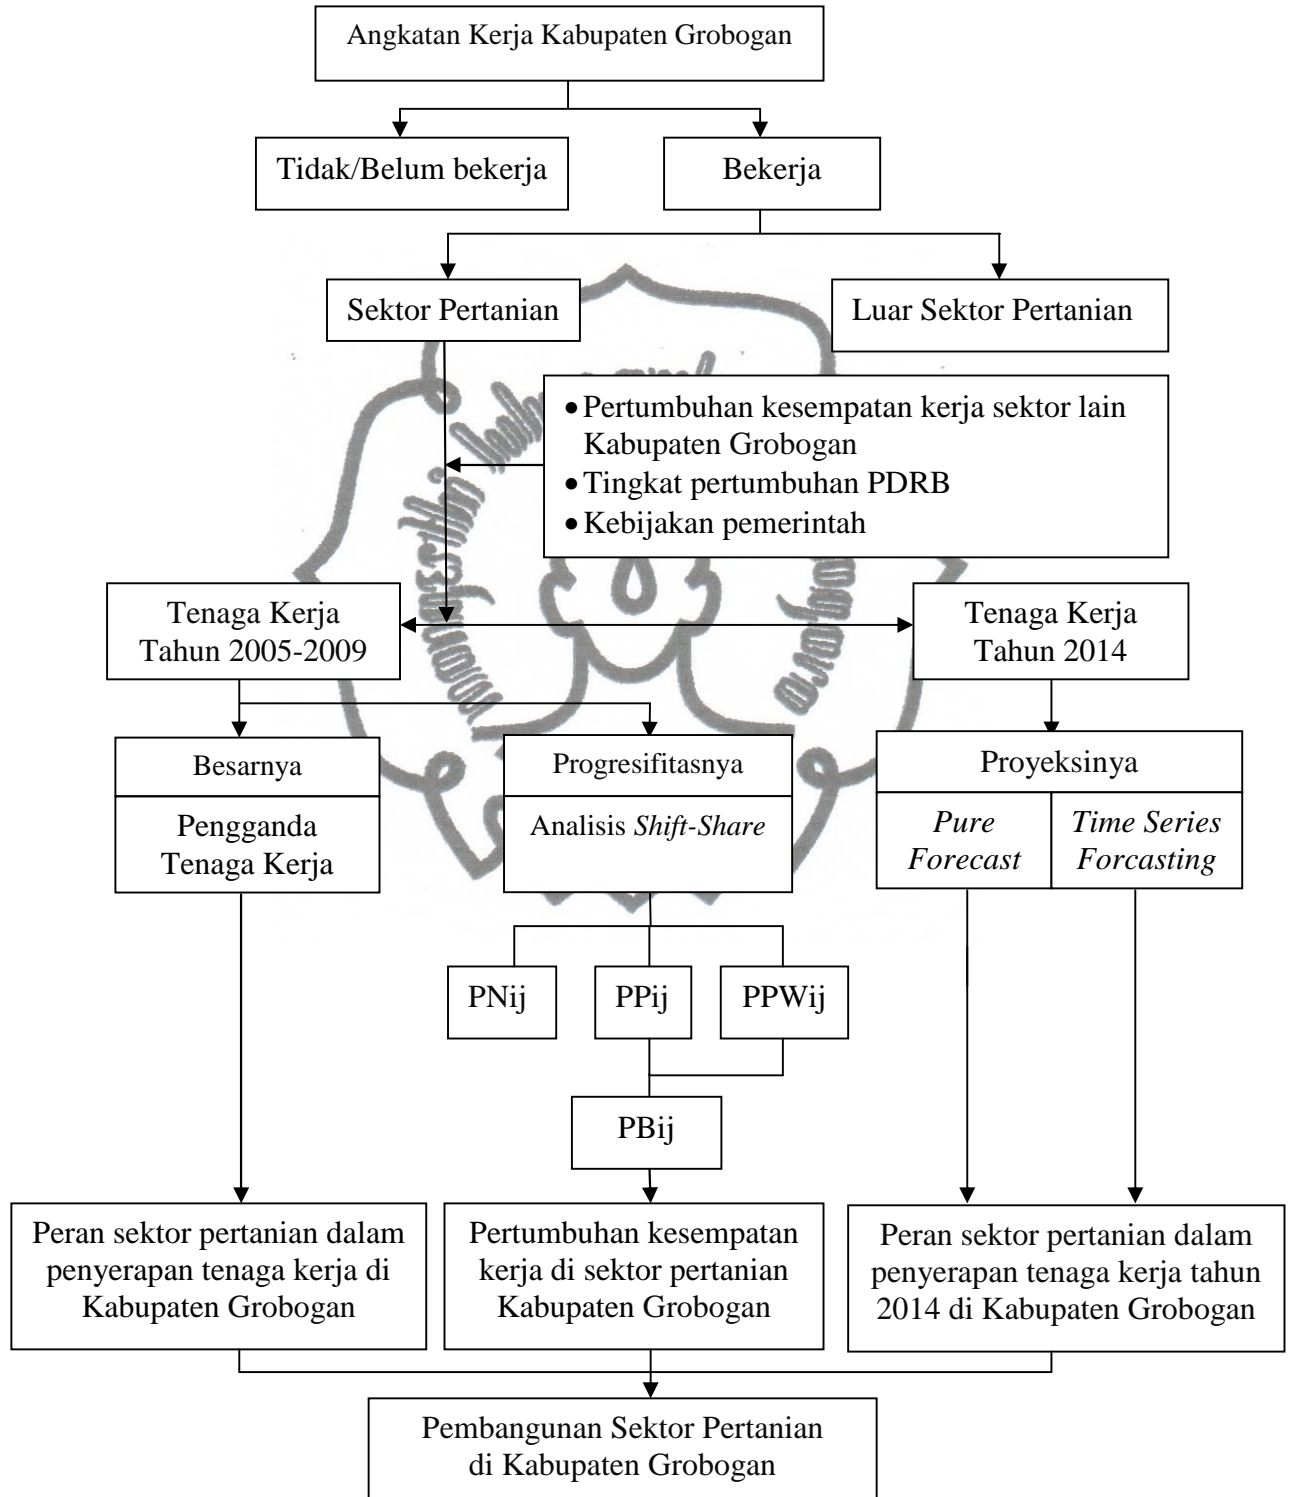 Angkatan Kerja Kabupaten Grobogan
Tidak/Belum bekerja
Bekerja
Sektor Pertanian
Luar Sektor Pertanian
•Pertumbuhan kesempatan kerja sektor lain
Kabupaten Grobogan
•Tingkat pertumbuhan PDRB
•Kebijakan pemerintah
Tenaga Kerja
Tahun 2005-2009
Tenaga Kerja
Tahun 2014
Besarnya
Pengganda
Tenaga Kerja
Progresifitasnya
Analisis Shift-Share
Proyeksinya
Pure
Forecast
Time Series
Forcasting
PNij
PPij
PPWij
PBij
Peran sektor pertanian dalam
penyerapan tenaga kerja di
Kabupaten Grobogan
Pertumbuhan kesempatan
kerja di sektor pertanian
Kabupaten Grobogan
Peran sektor pertanian dalam
penyerapan tenaga kerja tahun
2014 di Kabupaten Grobogan
Pembangunan Sektor Pertanian
di Kabupaten Grobogan